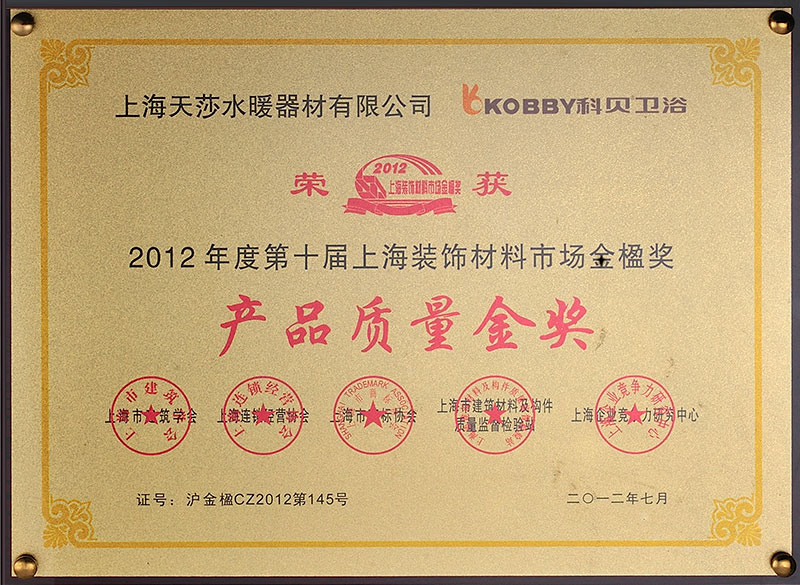 上海天莎水暖器材有限公司 KOBBY科贝卫浴
荣 2012 上海装饰材料市场金楹奖 获
2012年度第十届上海装饰材料市场金楹奖
产品质量金奖
上海市建筑学会
上海连锁经营协会
上海市商标协会
上海市建筑材料及构件
质量监督检验站
上海企业竞争力研究中心
证号：沪金楹CZ2012第145号 二〇一二年七月